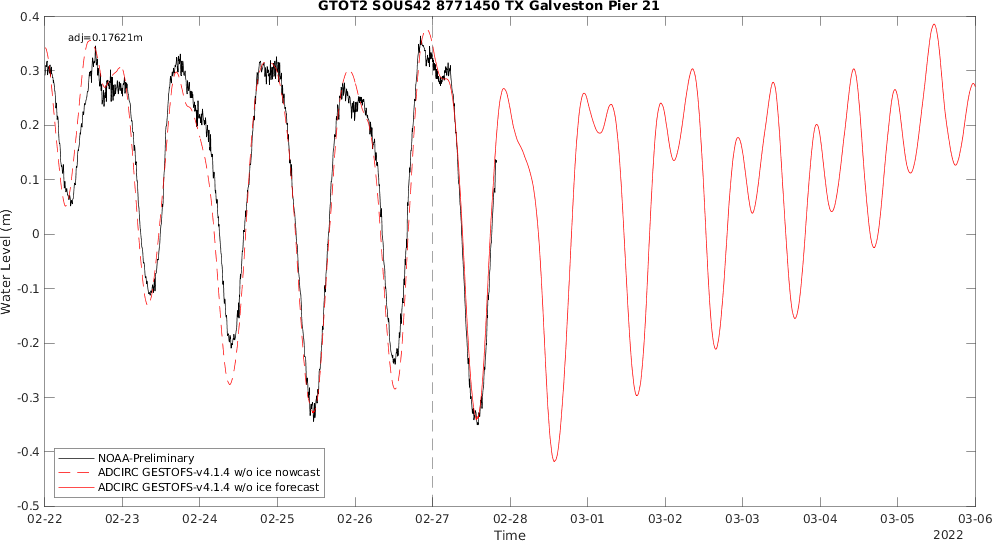 GTOT2 SOUS42 8771450 TX Galveston Pier 21
adj=0.17621m
0.4
0.3
0.2
0.1
0
-0.1
-0.2
-0.3
-0.4
-0.5
Water Level (m)
NOAA-Preliminary
ADCIRC GESTOFS-v4.1.4 w/o ice nowcast
ADCIRC GESTOFS-v4.1.4 w/o ice forecast
02-22 02-23 02-24 02-25 02-26 02-27 02-28 03-01 03-02 03-03 03-04 03-05 03-06
Time
2022